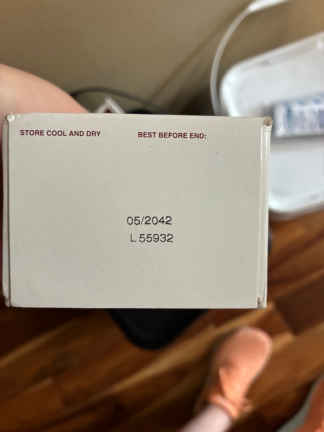 STORE COOL AND DRY
BEST BEFORE END:
05/2042
L 55932